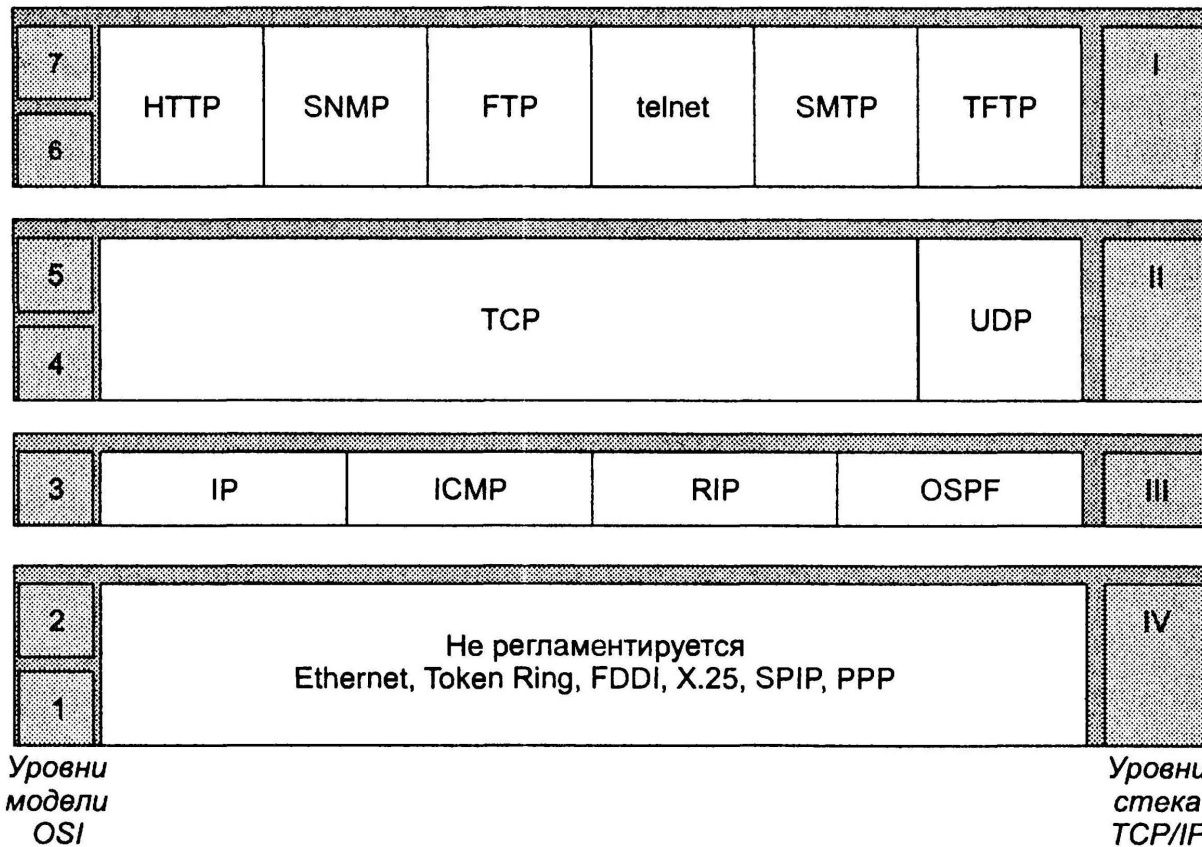 7
6
HTTP
SNMP
FTP
telnet
SMTP
TFTP
I
5
4
TCP
UDP
II
3
IP
ICMP
RIP
OSPF
III
2
1
Не регламентируется
Ethernet, Token Ring, FDDI, X.25, SPIP, PPP
IV
Уровни
модели
OSI
Уровни
стека
TCP/IP